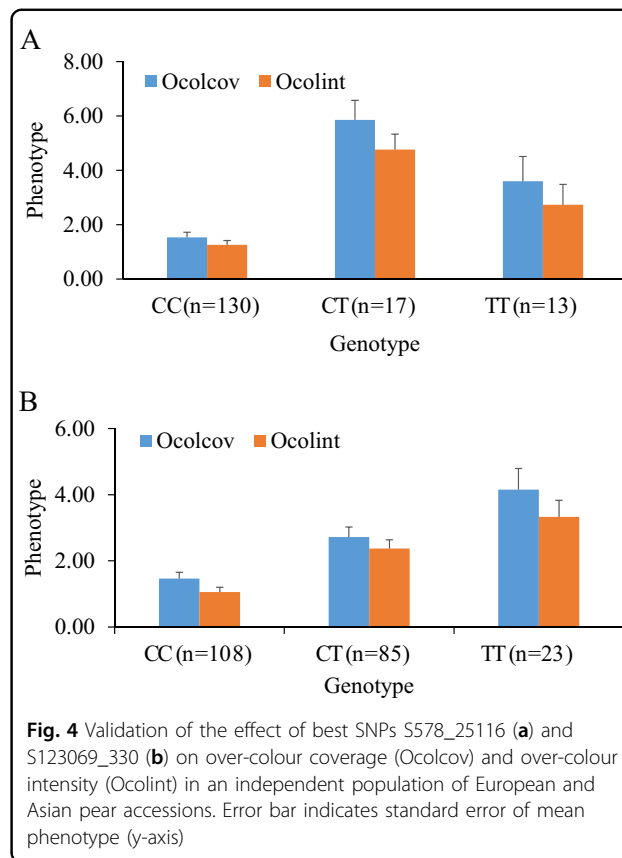 A
8.00
Ocolcov Ocolint
6.00
4.00
2.00
0.00
Phenotype
CC(n=130) CT(n=17) TT(n=13)
Genotype
B
6.00
Ocolcov Ocolint
4.00
2.00
0.00
Phenotype
CC(n=108) CT(n=85) TT(n=23)
Genotype
Fig. 4 Validation of the effect of best SNPs S578_25116 (a) and
S123069_330 (b) on over-colour coverage (Ocolcov) and over-colour
intensity (Ocolint) in an independent population of European and
Asian pear accessions. Error bar indicates standard error of mean
phenotype (y-axis)